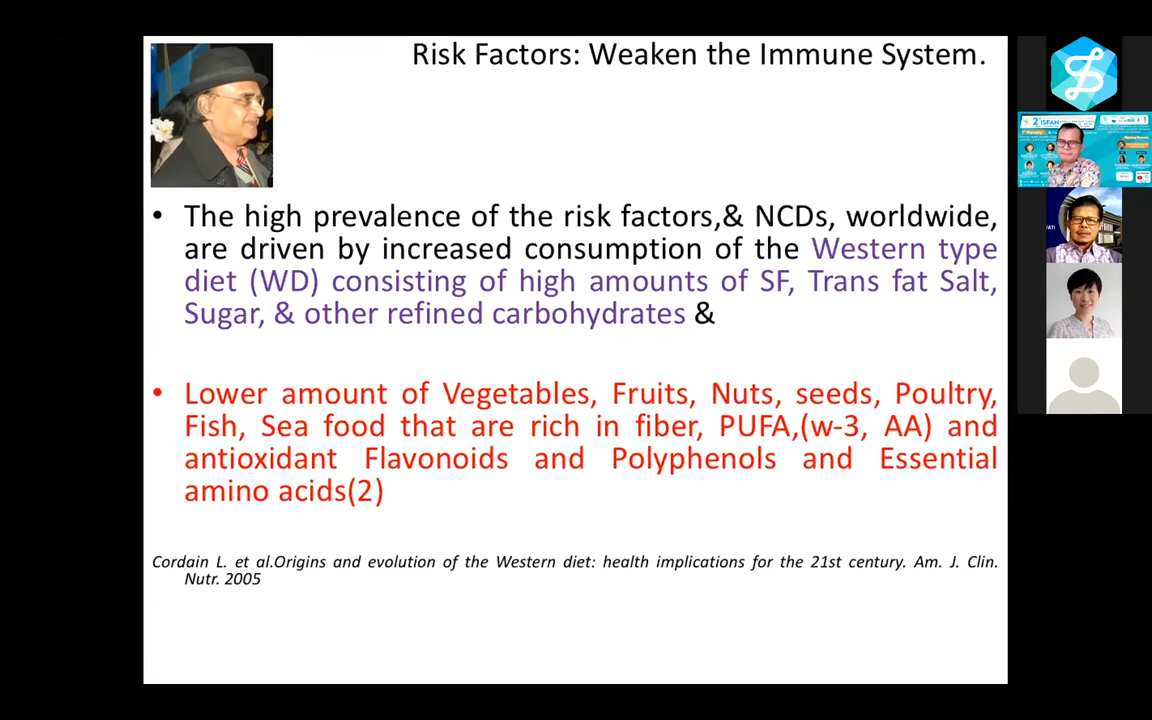 Risk Factors: Weaken the Immune System.
• The high prevalence of the risk factors,& NCDs, worldwide,
are driven by increased consumption of the Western type
diet (WD) consisting of high amounts of SF, Trans fat Salt,
Sugar, & other refined carbohydrates &
• Lower amount of Vegetables, Fruits, Nuts, seeds, Poultry,
Fish, Sea food that are rich in fiber, PUFA,(w-3, AA) and
antioxidant Flavonoids and Polyphenols and Essential
amino acids(2)
Cordain L. et al.Origins and evolution of the Western diet: health implications for the 21st century. Am. J. Clin.
Nutr. 2005
2nd ISFAN